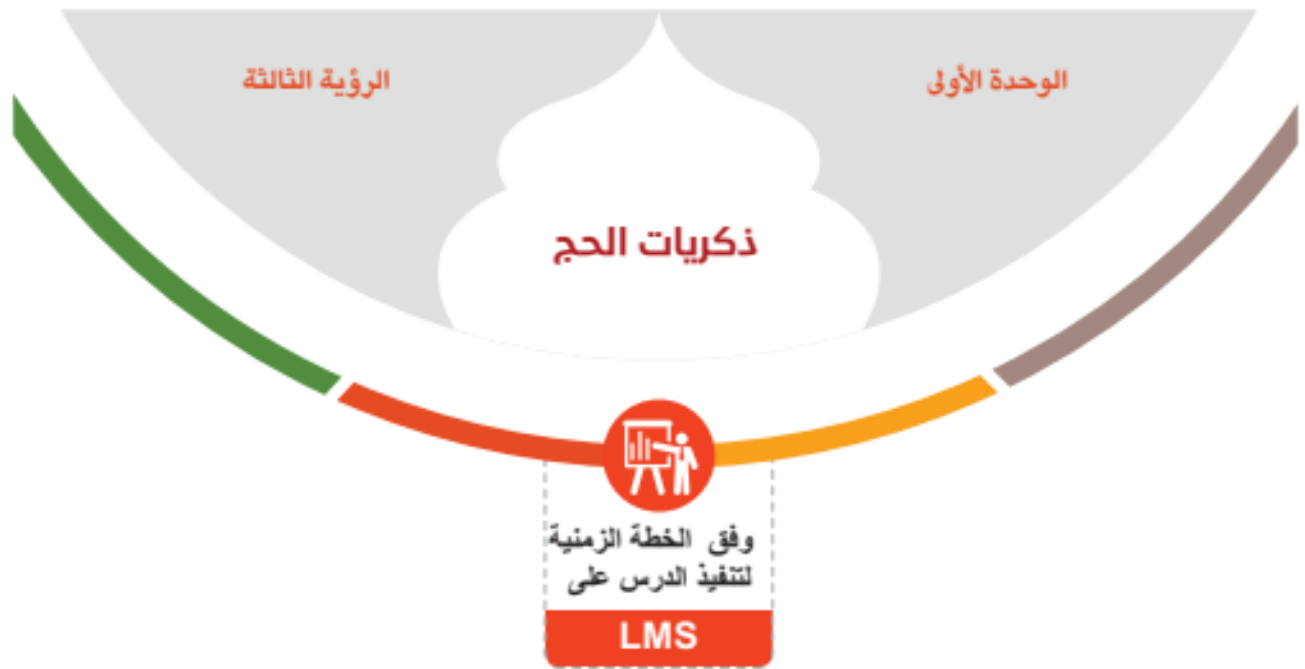 الوحدة الأولى
الرؤية الثالثة
ذكريات الحج
وفق الخطة الزمنية
لتنفيذ الدرس على
LMS